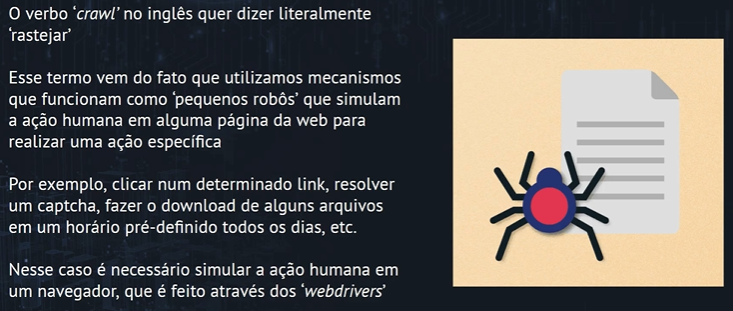 O verbo ‘crawl’ no inglês quer dizer literalmente
‘rastejar’
Esse termo vem do fato que utilizamos mecanismos
que funcionam como ‘pequenos robôs’ que simulam
a ação humana em alguma página da web para
realizar uma ação específica
Por exemplo, clicar num determinado link, resolver
um captcha, fazer o download de alguns arquivos
em um horário pré-definido todos os dias, etc.
Nesse caso é necessário simular a ação humana em
um navegador, que é feito através dos ‘webdrivers’